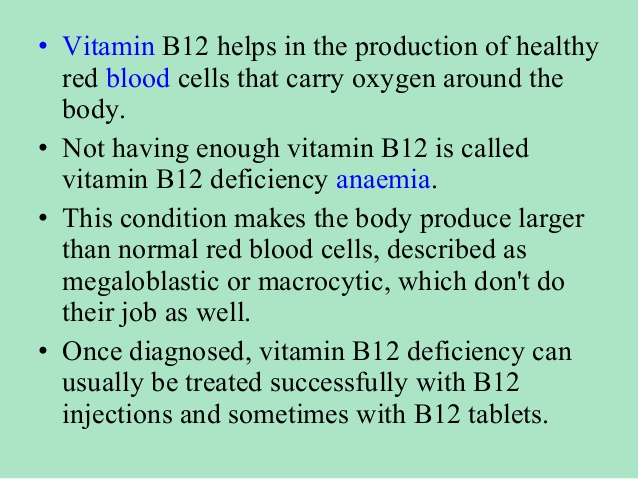 • Vitamin B12 helps in the production of healthy
red blood cells that carry oxygen around the
body.
• Not having enough vitamin B12 is called
vitamin B12 deficiency anaemia.
• This condition makes the body produce larger
than normal red blood cells, described as
megaloblastic or macrocytic, which don't do
their job as well.
• Once diagnosed, vitamin B12 deficiency can
usually be treated successfully with B12
injections and sometimes with B12 tablets.